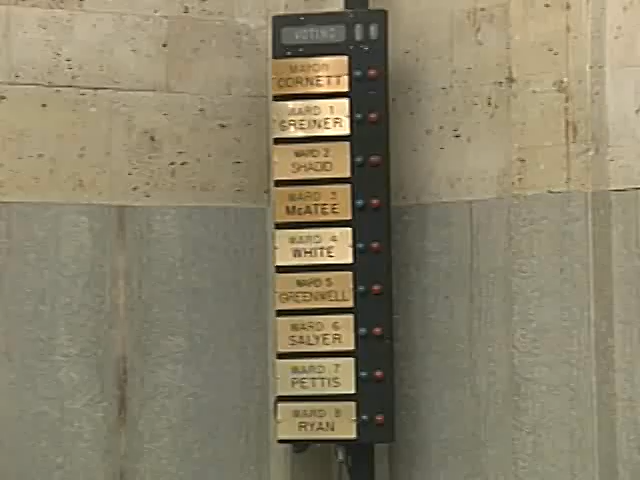 VOTING
MAYOR
CORNETT
WARD 1
GREINER
WARD 2
SHADID
WARD 3
McATEE
WARD 4
WHITE
WARD 5
GREENWELL
WARD 6
SALYER
WARD 7
PETTIS
WARD 8
RYAN